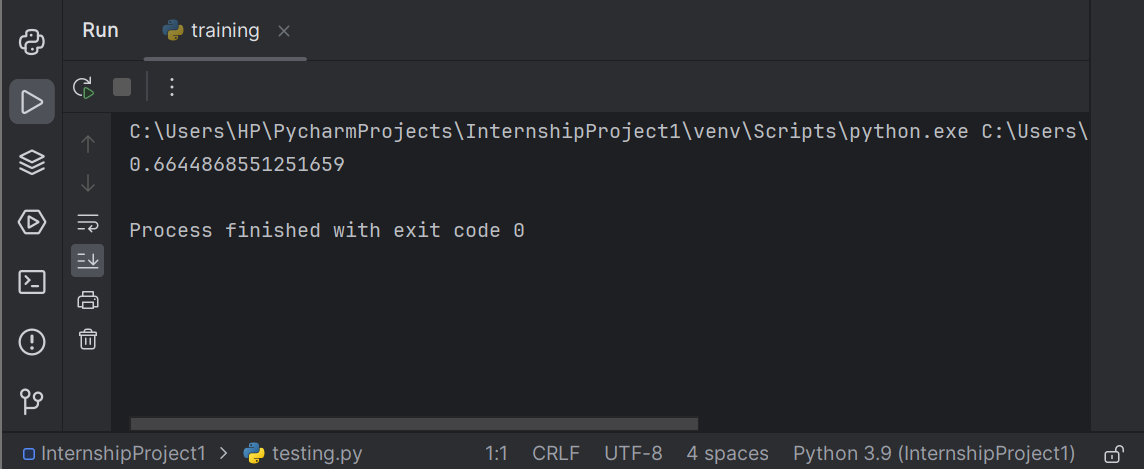 Run training
C:\Users\HP\PycharmProjects\InternshipProject1\venv\Scripts\python.exe C:\Users\
0.6644868551251659
Process finished with exit code 0
InternshipProject1 > testing.py 1:1 CRLF UTF-8 4 spaces Python 3.9 (InternshipProject1)